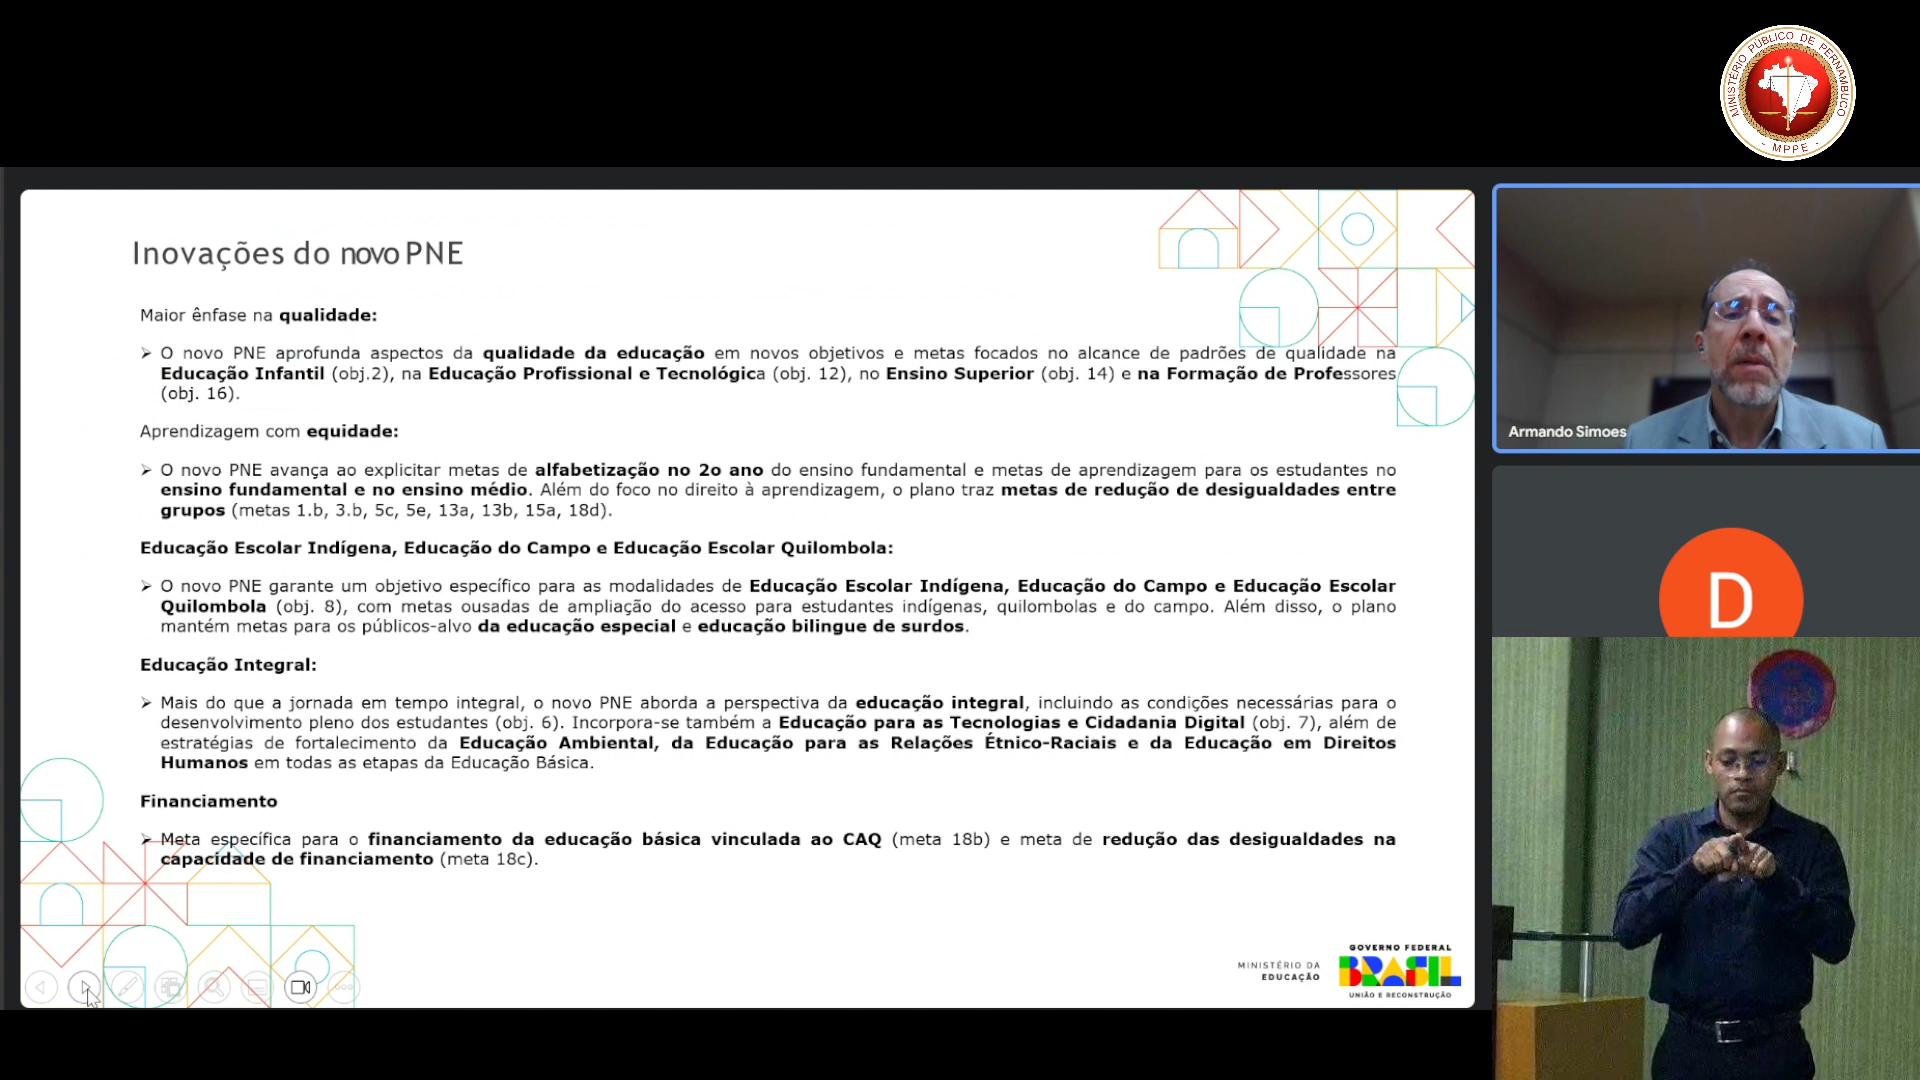 MINISTÉRIO PÚBLICO DE PERNAMBUCO
- MPPE -
Inovações do novo PNE
Maior ênfase na qualidade:
➢ O novo PNE aprofunda aspectos da qualidade da educação em novos objetivos e metas focados no alcance de padrões de qualidade na
Educação Infantil (obj.2), na Educação Profissional e Tecnológica (obj. 12), no Ensino Superior (obj. 14) e na Formação de Professores
(obj. 16).
Aprendizagem com equidade:
➢ O novo PNE avança ao explicitar metas de alfabetização no 2o ano do ensino fundamental e metas de aprendizagem para os estudantes no
ensino fundamental e no ensino médio. Além do foco no direito à aprendizagem, o plano traz metas de redução de desigualdades entre
grupos (metas 1.b, 3.b, 5c, 5e, 13a, 13b, 15a, 18d).
Educação Escolar Indígena, Educação do Campo e Educação Escolar Quilombola:
➢ O novo PNE garante um objetivo específico para as modalidades de Educação Escolar Indígena, Educação do Campo e Educação Escolar
Quilombola (obj. 8), com metas ousadas de ampliação do acesso para estudantes indígenas, quilombolas e do campo. Além disso, o plano
mantém metas para os públicos-alvo da educação especial e educação bilingue de surdos.
Educação Integral:
➢ Mais do que a jornada em tempo integral, o novo PNE aborda a perspectiva da educação integral, incluindo as condições necessárias para o
desenvolvimento pleno dos estudantes (obj. 6). Incorpora-se também a Educação para as Tecnologias e Cidadania Digital (obj. 7), além de
estratégias de fortalecimento da Educação Ambiental, da Educação para as Relações Étnico-Raciais e da Educação em Direitos
Humanos em todas as etapas da Educação Básica.
Financiamento
➢ Meta específica para o financiamento da educação básica vinculada ao CAQ (meta 18b) e meta de redução das desigualdades na
capacidade de financiamento (meta 18c).
MINISTÉRIO DA
EDUCAÇÃO
GOVERNO FEDERAL
BRASIL
UNIÃO E RECONSTRUÇÃO
Armando Simoes
D